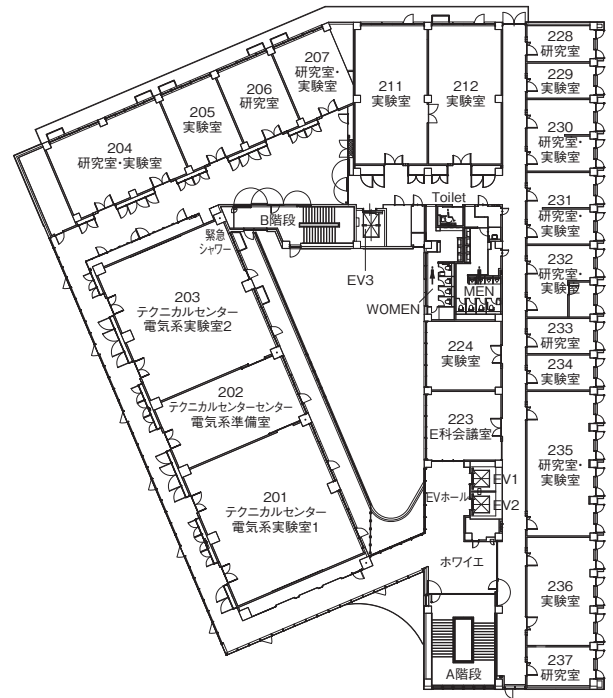 207
研究室・
実験室
206
研究室
205
実験室
204
研究室・実験室
211
実験室
212
実験室
228
研究室
229
実験室
230
研究室・
実験室
231
研究室・
実験室
232
研究室・
実験室
233
研究室
234
実験室
235
研究室・
実験室
236
実験室
237
研究室
Toilet
B階段
緊急
シャワー
EV3
WOMEN
MEN
203
テクニカルセンター
電気系実験室2
202
テクニカルセンターセンター
電気系準備室
201
テクニカルセンター
電気系実験室1
224
実験室
223
E科会議室
EV1
EVホール
EV2
ホワイエ
A階段